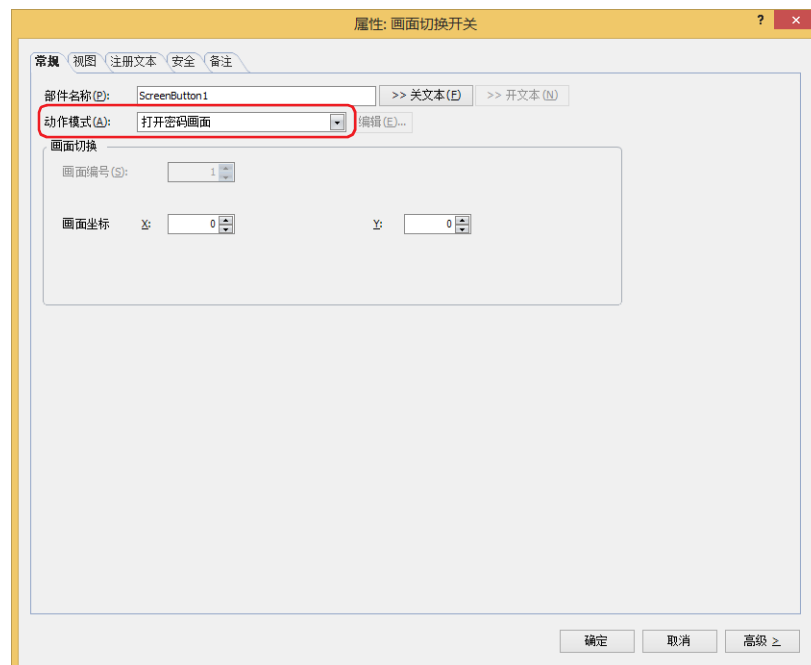 属性: 画面切换开关 ?
常规 视图 注册文本 安全 备注
部件名称(P): ScreenButton1 >> 关文本(F) >> 开文本(N)
动作模式(A): 打开密码画面 编辑(E)...
画面切换
画面编号(S): 1
画面坐标 X: 0 Y: 0
确定 取消 高级 >